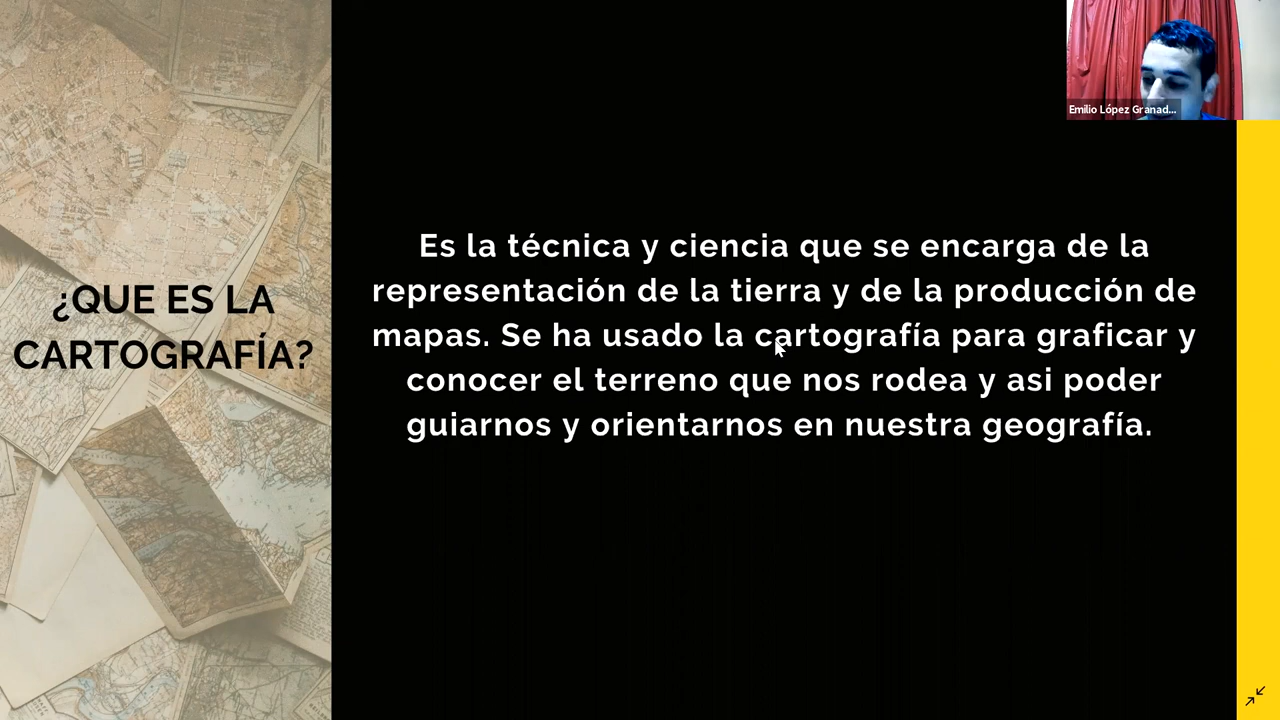 ¿QUE ES LA
CARTOGRAFÍA?
Es la técnica y ciencia que se encarga de la
representación de la tierra y de la producción de
mapas. Se ha usado la cartografía para graficar y
conocer el terreno que nos rodea y asi poder
guiarnos y orientarnos en nuestra geografía.
Emilio López Granad...